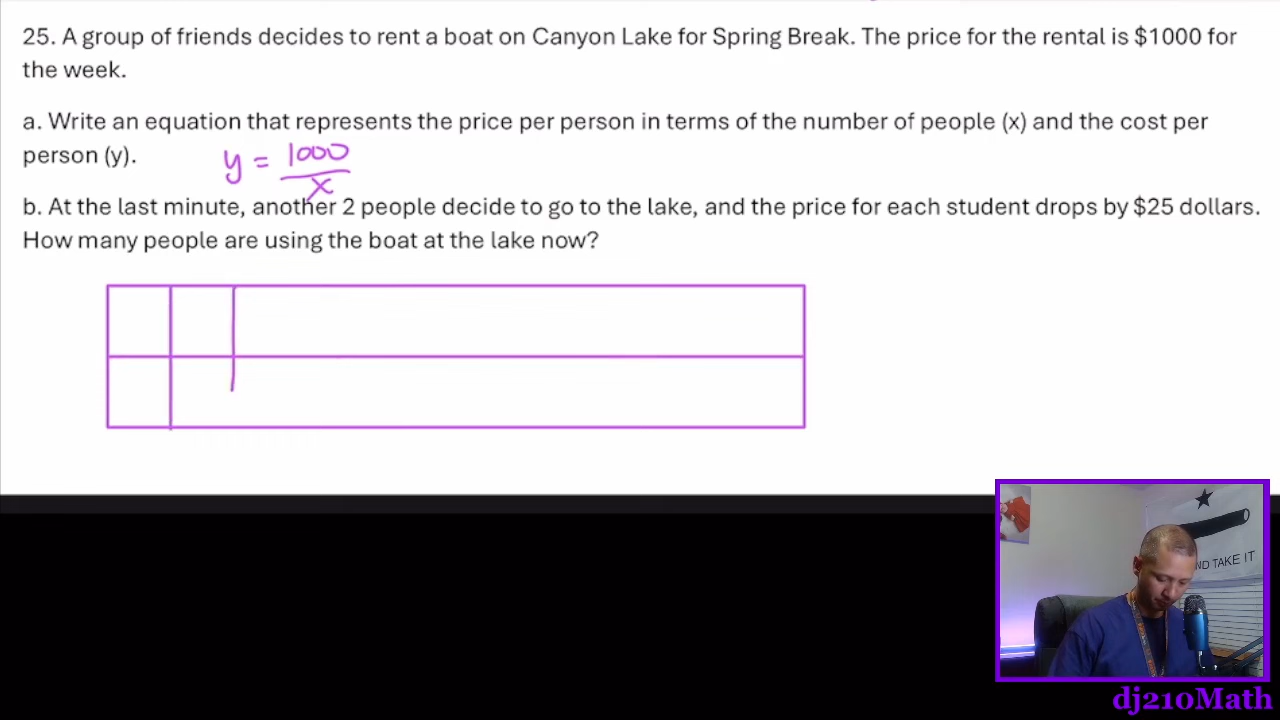 25. A group of friends decides to rent a boat on Canyon Lake for Spring Break. The price for the rental is $1000 for
the week.
a. Write an equation that represents the price per person in terms of the number of people (x) and the cost per
person (y).
y = 1000/x
b. At the last minute, another 2 people decide to go to the lake, and the price for each student drops by $25 dollars.
How many people are using the boat at the lake now?
AND TAKE IT
dj210Math